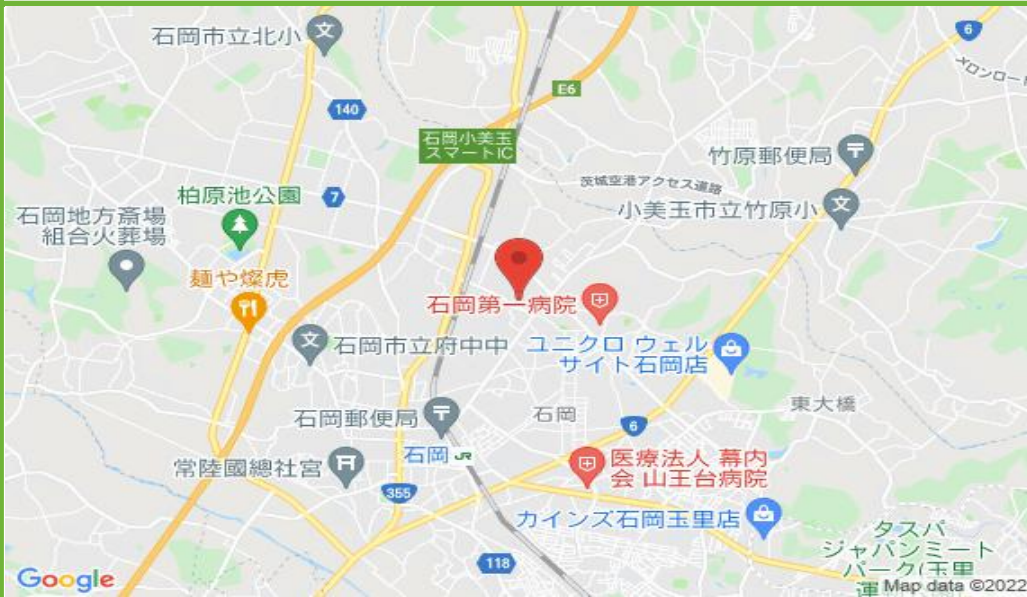 石岡市立北小
6
メロンロード
E6
140
石岡小美玉
スマートIC
竹原郵便局
茨城空港アクセス道路
柏原池公園
7
小美玉市立竹原小
石岡地方斎場
組合火葬場
麺や燦虎
石岡第一病院
石岡市立府中中
ユニクロ ウェル
サイト石岡店
東大橋
石岡郵便局
石岡
6
石岡 JR
常陸國總社宮
医療法人 幕内
会 山王台病院
355
カインズ石岡玉里店
タスパ
ジャパンミート
パーク(玉里
運
118
Google
Map data ©2022